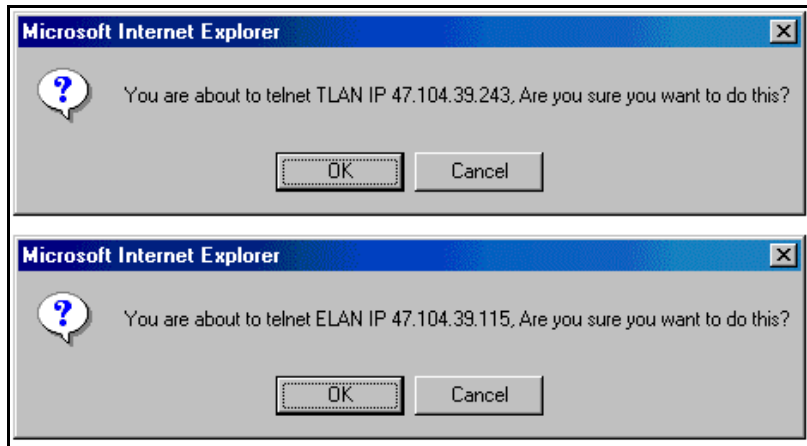 Microsoft Internet Explorer
You are about to telnet TLAN IP 47.104.39.243, Are you sure you want to do this?
OK Cancel
Microsoft Internet Explorer
You are about to telnet ELAN IP 47.104.39.115, Are you sure you want to do this?
OK Cancel